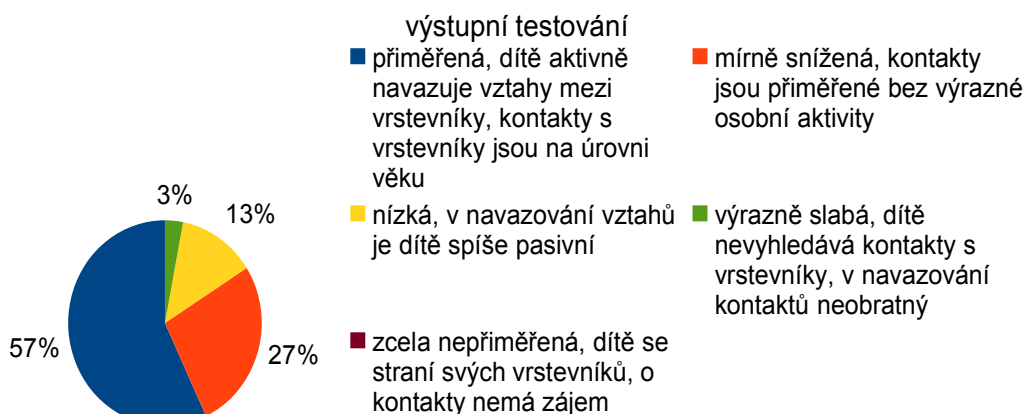 výstupní testování
přiměřená, dítě aktivně
navazuje vztahy mezi
vrstevníky, kontakty s
vrstevníky jsou na úrovni
věku
mírně snížená, kontakty
jsou přiměřené bez výrazné
osobní aktivity
nízká, v navazování vztahů
je dítě spíše pasivní
výrazně slabá, dítě
nevyhledává kontakty s
vrstevníky, v navazování
kontaktů neobratný
zcela nepřiměřená, dítě se
straní svých vrstevníků, o
kontakty nemá zájem
3%
13%
57%
27%